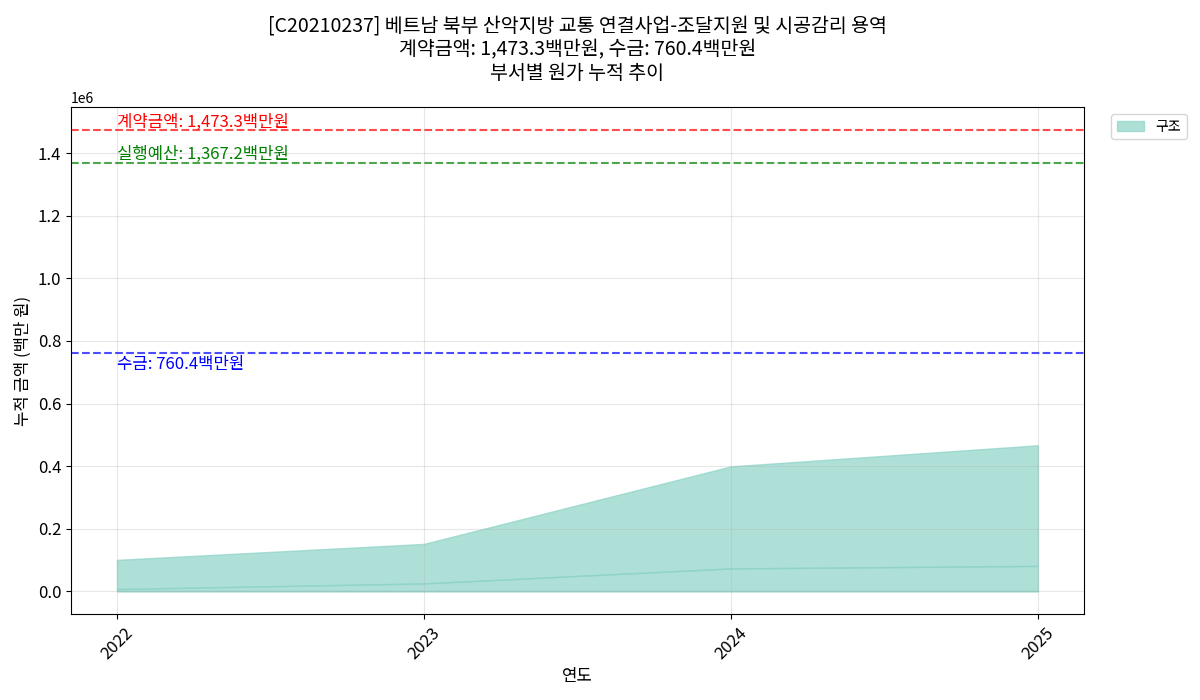 [C20210237] 베트남 북부 산악지방 교통 연결사업-조달지원 및 시공감리 용역
계약금액: 1,473.3백만원, 수금: 760.4백만원
부서별 원가 누적 추이
1e6
계약금액: 1,473.3백만원
구조
실행예산: 1,367.2백만원
1.4
1.2
1.0
0.8
수금: 760.4백만원
0.6
0.4
0.2
0.0
누적 금액 (백만 원)
2022
2023
2024
2025
연도